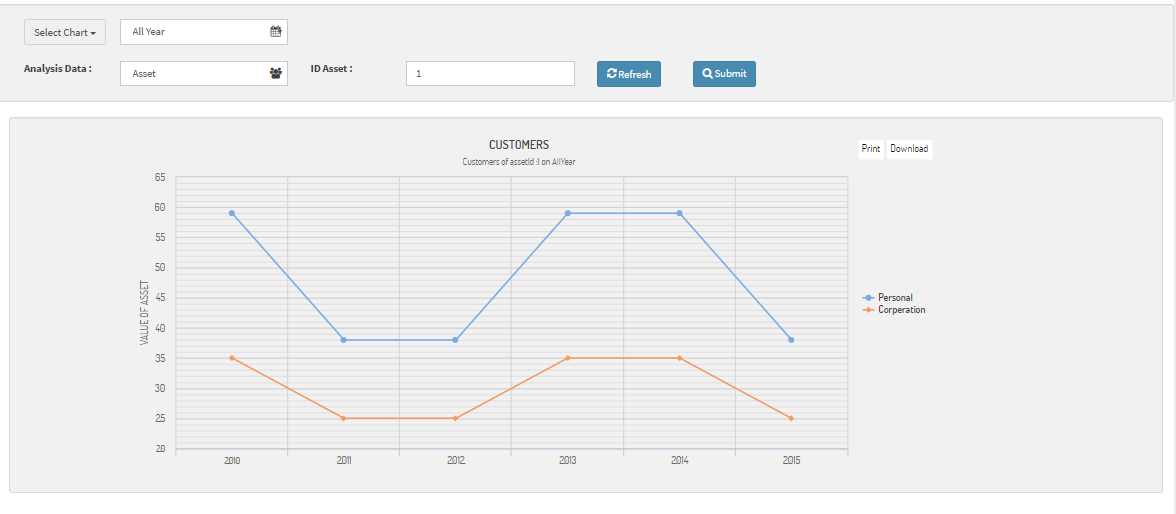 Select Chart
All Year
Analysis Data :
Asset
ID Asset :
1
Refresh
Submit
CUSTOMERS
Customers of assetId :1 on AllYear
Print
Download
VALUE OF ASSET
65
60
55
50
45
40
35
30
25
20
2010
2011
2012
2013
2014
2015
Personal
Corperation